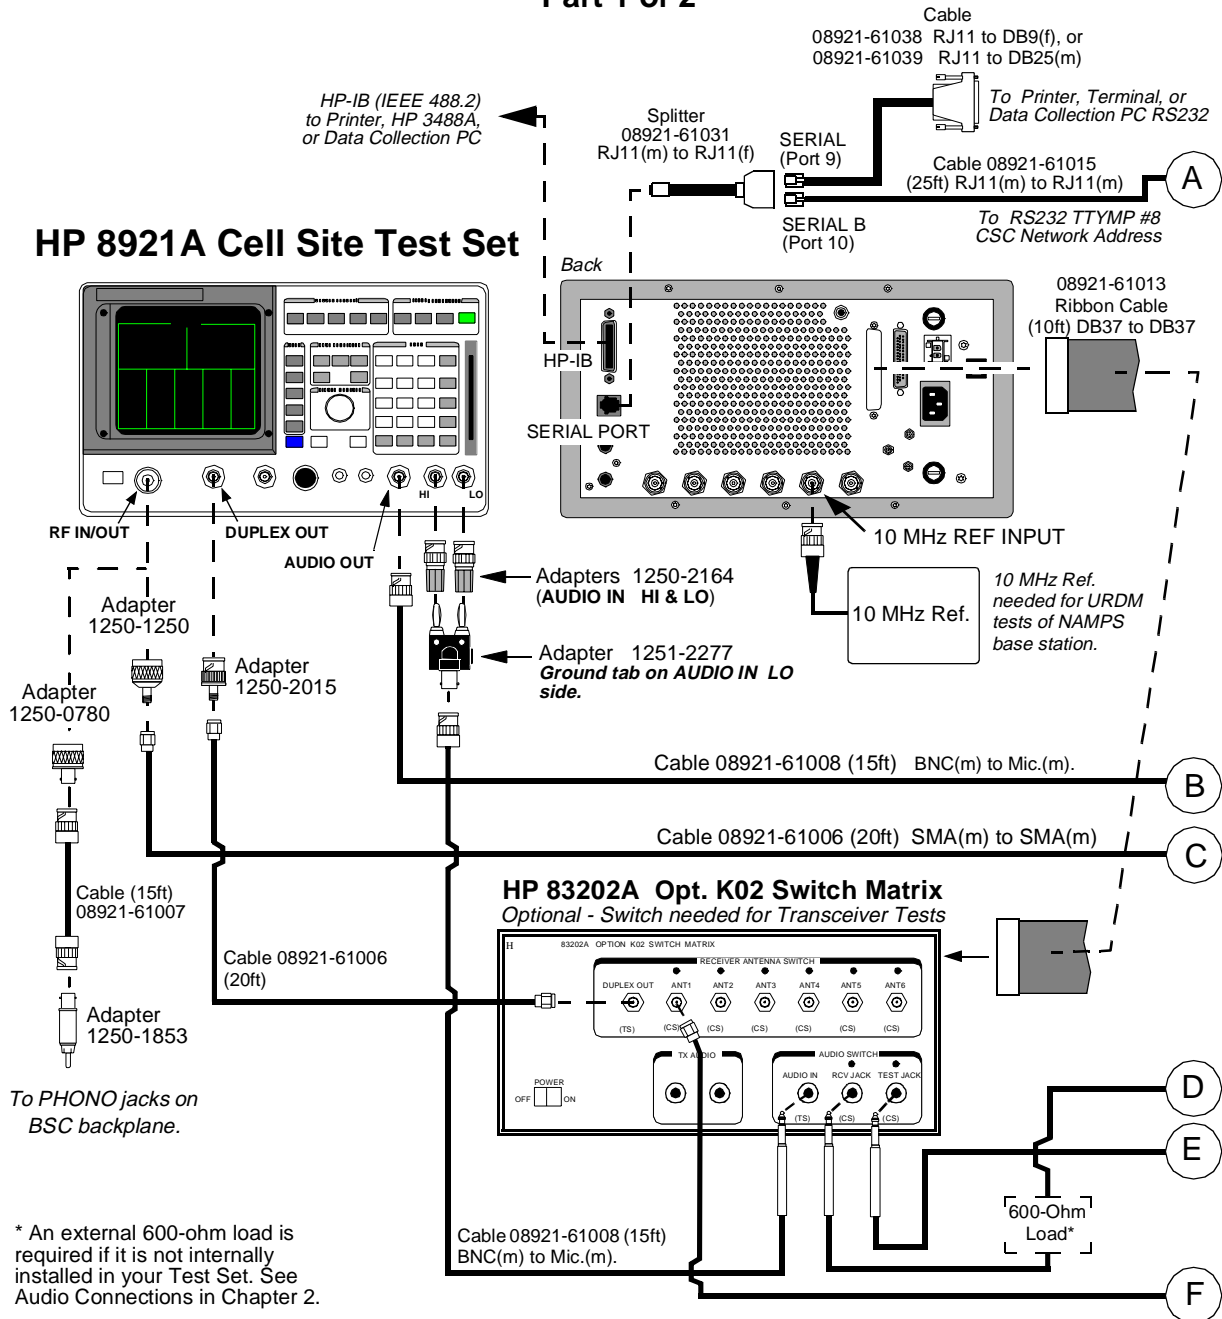 Part 1 of 2
Cable
08921-61038 RJ11 to DB9(f), or
08921-61039 RJ11 to DB25(m)
To Printer, Terminal, or
Data Collection PC RS232
HP-IB (IEEE 488.2)
to Printer, HP 3488A,
or Data Collection PC
Splitter
08921-61031
RJ11(m) to RJ11(f)
SERIAL
(Port 9)
Cable 08921-61015
(25ft) RJ11(m) to RJ11(m)
A
SERIAL B
(Port 10)
To RS232 TTYMP #8
CSC Network Address
HP 8921A Cell Site Test Set
Back
08921-61013
Ribbon Cable
(10ft) DB37 to DB37
HP-IB
SERIAL PORT
HI
LO
RF IN/OUT
DUPLEX OUT
AUDIO OUT
10 MHz REF INPUT
Adapters 1250-2164
(AUDIO IN HI & LO)
10 MHz Ref.
10 MHz Ref.
needed for URDM
tests of NAMPS
base station.
Adapter
1250-1250
Adapter 1251-2277
Ground tab on AUDIO IN LO
side.
Adapter
1250-2015
Adapter
1250-0780
Cable 08921-61008 (15ft) BNC(m) to Mic.(m).
B
Cable 08921-61006 (20ft) SMA(m) to SMA(m)
C
Cable (15ft)
08921-61007
HP 83202A Opt. K02 Switch Matrix
Optional - Switch needed for Transceiver Tests
H
83202A OPTION K02 SWITCH MATRIX
RECEIVER ANTENNA SWITCH
DUPLEX OUT ANT1 ANT2 ANT3 ANT4 ANT5 ANT6
(TS) (CS) (CS) (CS) (CS) (CS) (CS)
Cable 08921-61006
(20ft)
Adapter
1250-1853
TX AUDIO
AUDIO SWITCH
AUDIO IN RCV JACK TEST JACK
(TS) (CS) (CS)
POWER
OFF ON
To PHONO jacks on
BSC backplane.
D
E
600-Ohm
Load*
* An external 600-ohm load is
required if it is not internally
installed in your Test Set. See
Audio Connections in Chapter 2.
Cable 08921-61008 (15ft)
BNC(m) to Mic.(m).
F